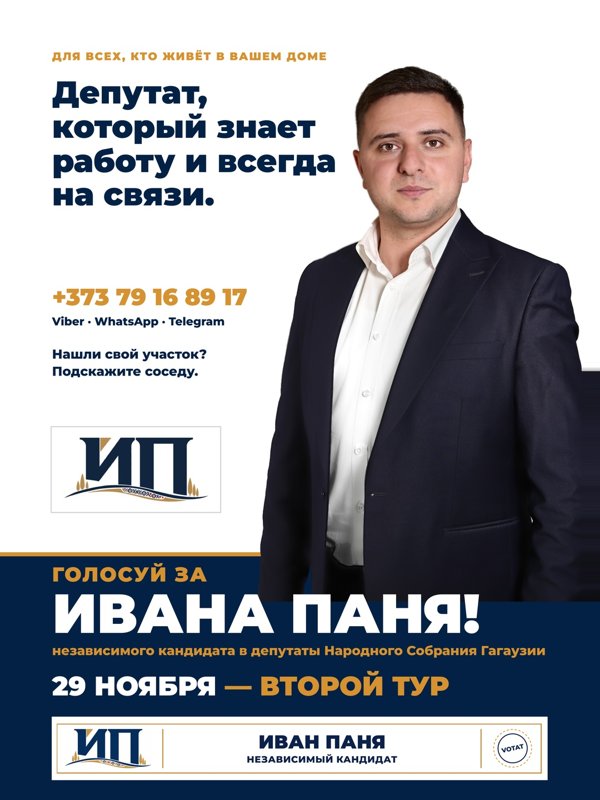 ДЛЯ ВСЕХ, КТО ЖИВЁТ В ВАШЕМ ДОМЕ
Депутат,
который знает
работу и всегда
на связи.
+373 79 16 89 17
Viber · WhatsApp · Telegram
Нашли свой участок?
Подскажите соседу.
ИП
ГОЛОСУЙ ЗА
ИВАНА ПАНЯ!
независимого кандидата в депутаты Народного Собрания Гагаузии
29 НОЯБРЯ — ВТОРОЙ ТУР
ИП
ИВАН ПАНЯ
НЕЗАВИСИМЫЙ КАНДИДАТ
VOTAT